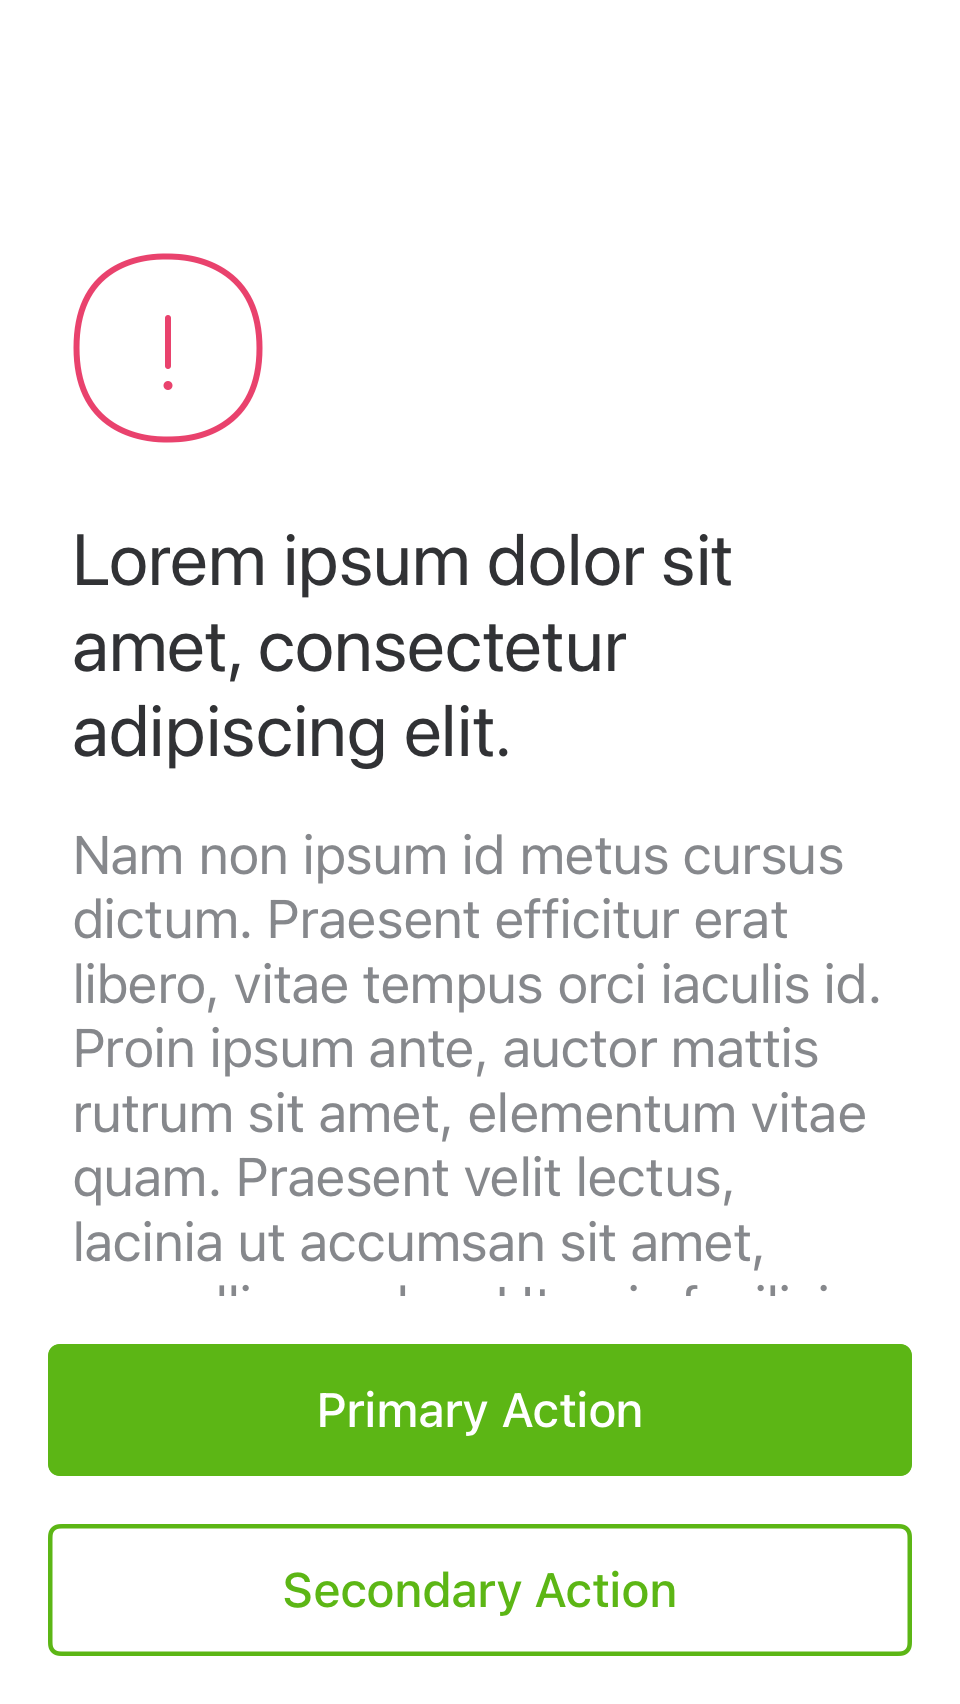 Lorem ipsum dolor sit
amet, consectetur
adipiscing elit.
Nam non ipsum id metus cursus
dictum. Praesent efficitur erat
libero, vitae tempus orci iaculis id.
Proin ipsum ante, auctor mattis
rutrum sit amet, elementum vitae
quam. Praesent velit lectus,
lacinia ut accumsan sit amet,
Primary Action
Secondary Action